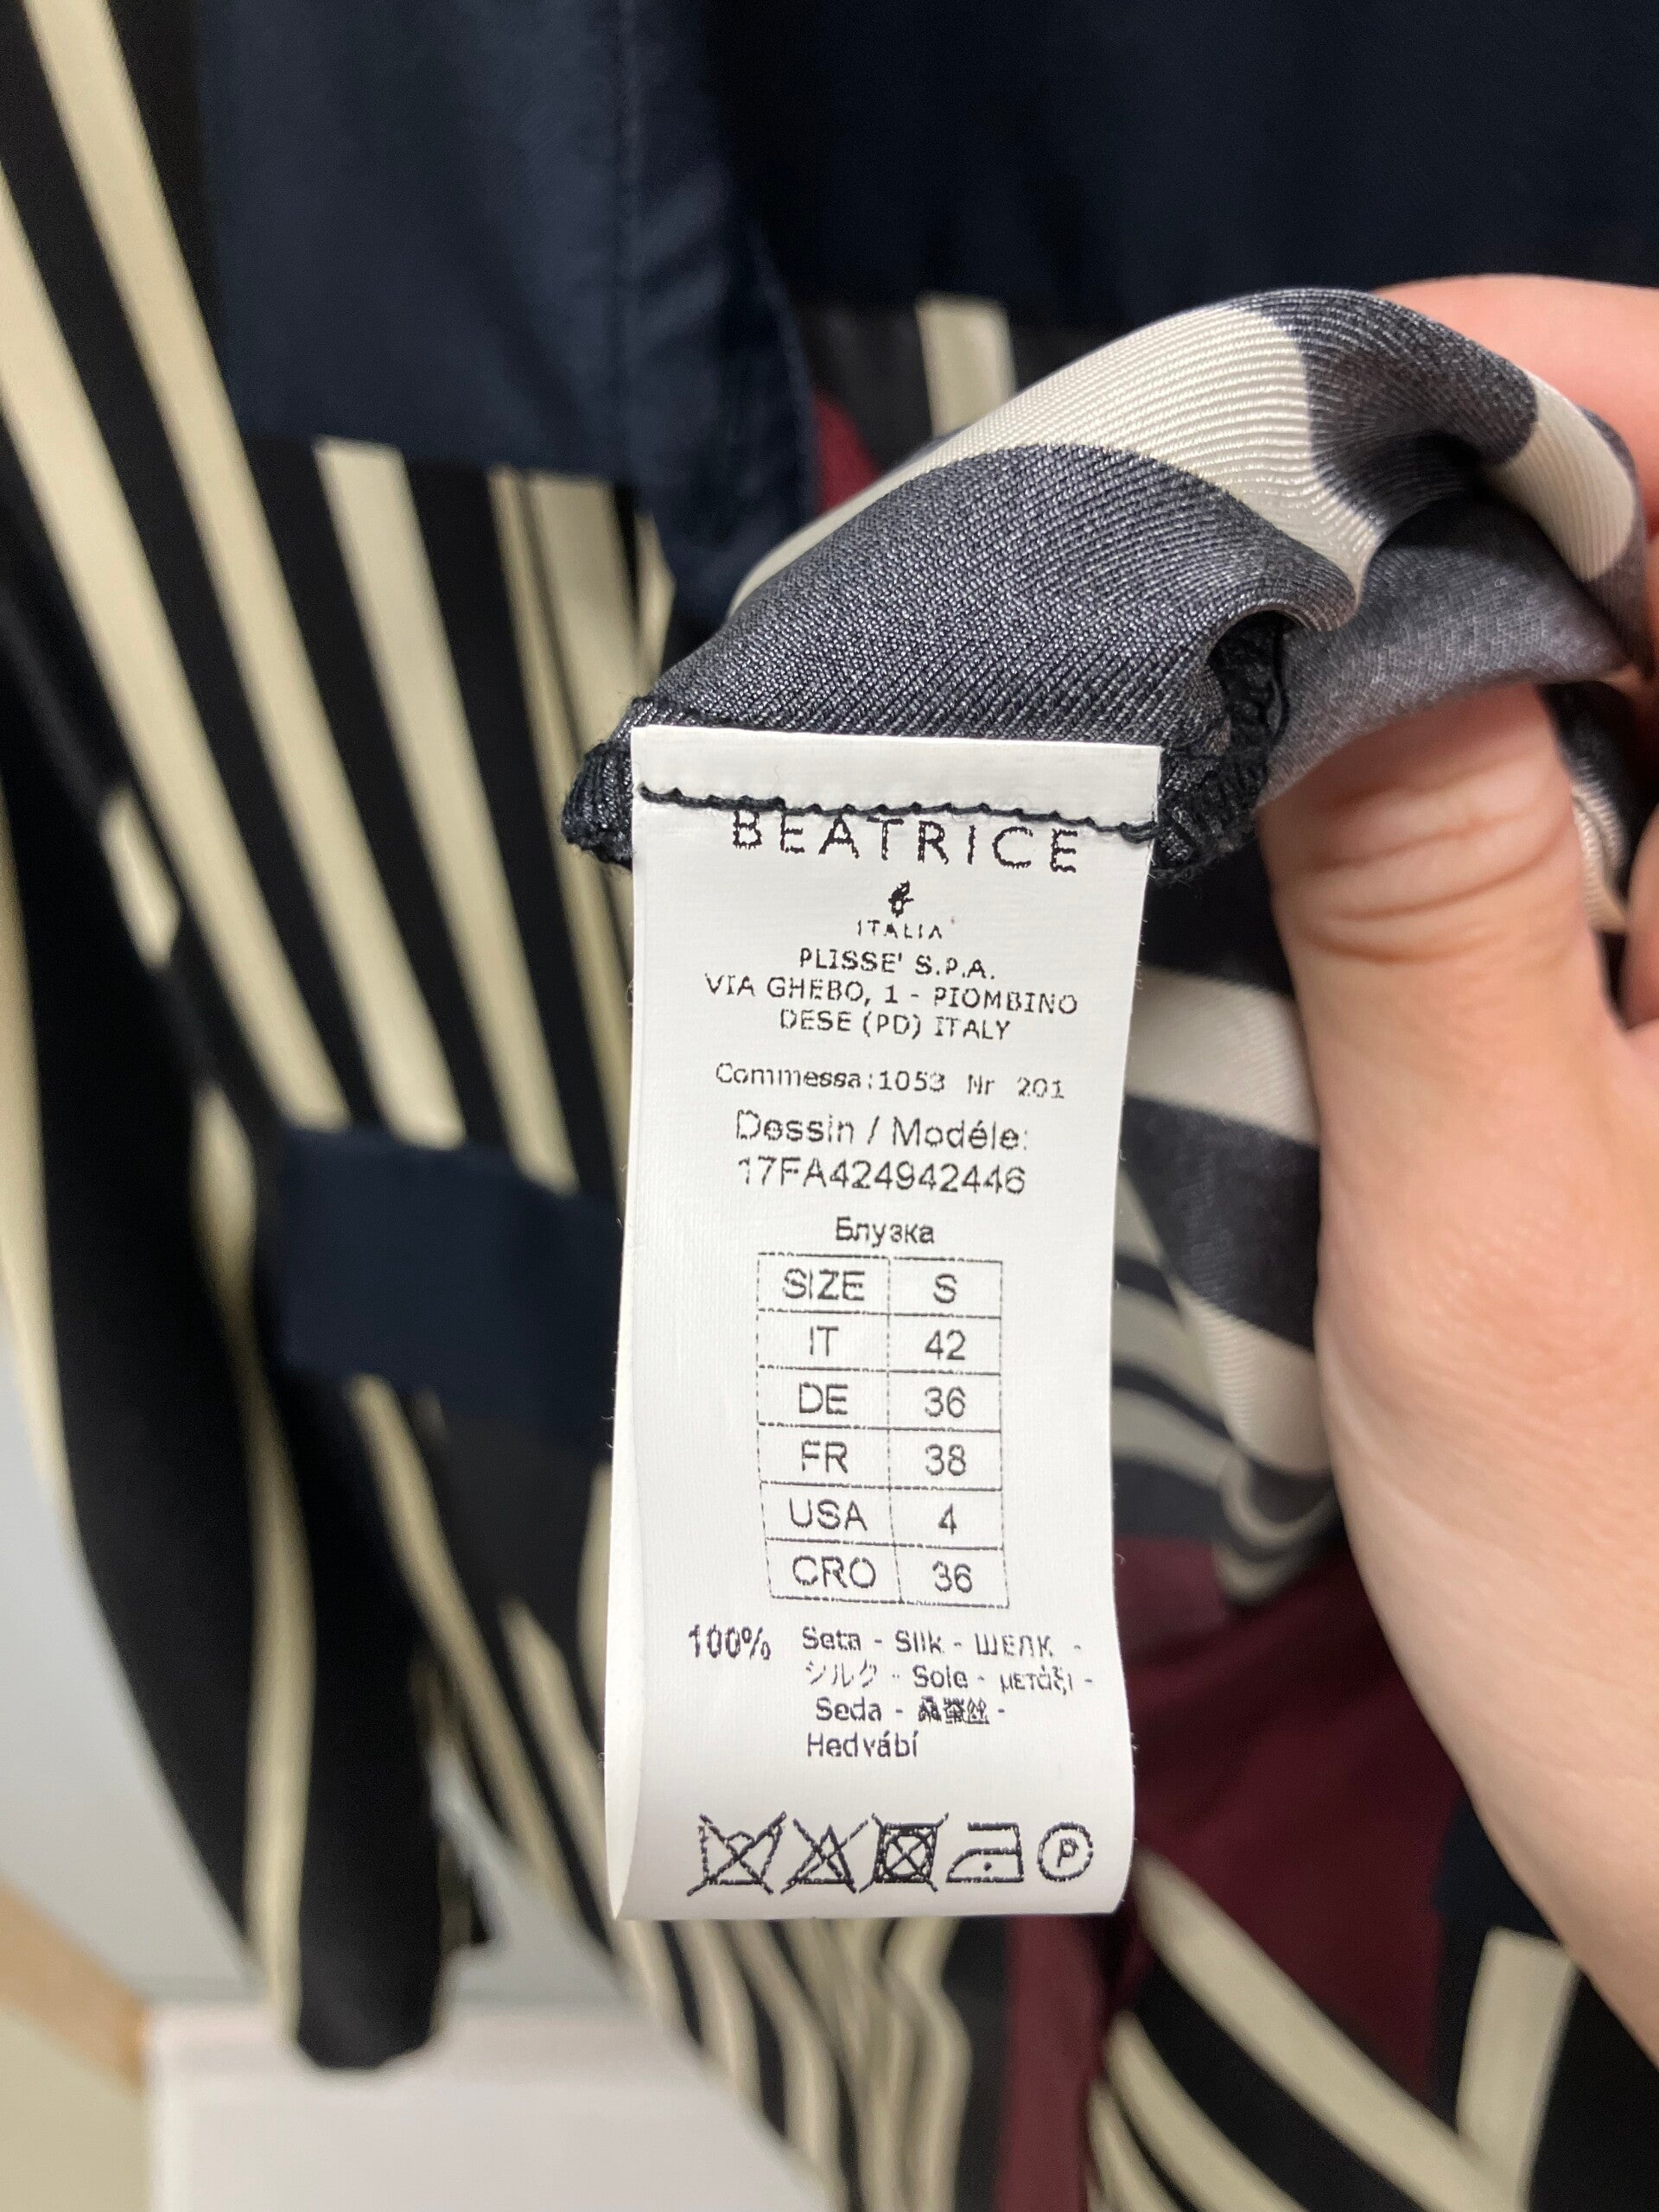 BEATRICE
ITALIA
PLISSE' S.P.A.
VIA GHEBO, 1 - PIOMBINO
DESE (PD) ITALY
Commessa:1053 Nr 201
Dessin / Modéle:
17FA424942446
Блузка
SIZE S
IT 42
DE 36
FR 38
USA 4
CRO 36
100% Seta - Silk - ШЕЛК -
シルク - Soie - μετάξι -
Seda - -
Hedvábí
P